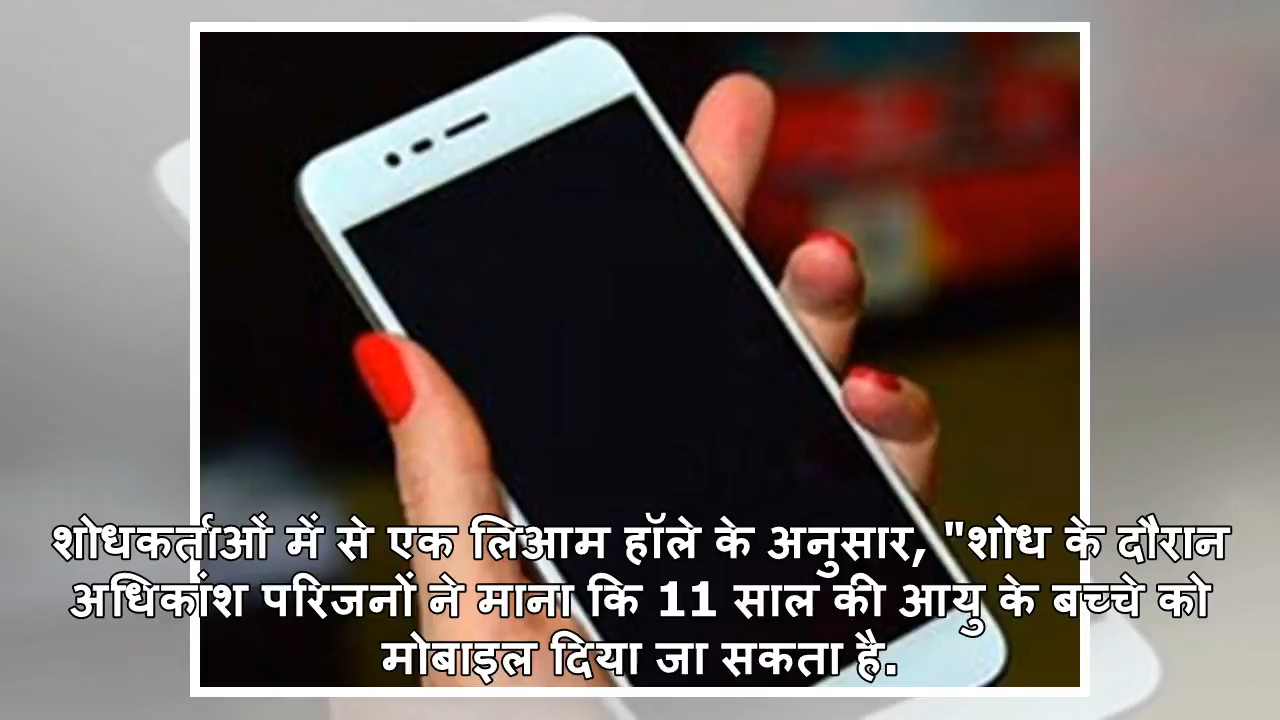 शोधकर्ताओं में से एक लिआम हॉले के अनुसार, "शोध के दौरान
अधिकांश परिजनों ने माना कि 11 साल की आयु के बच्चे को
मोबाइल दिया जा सकता है.